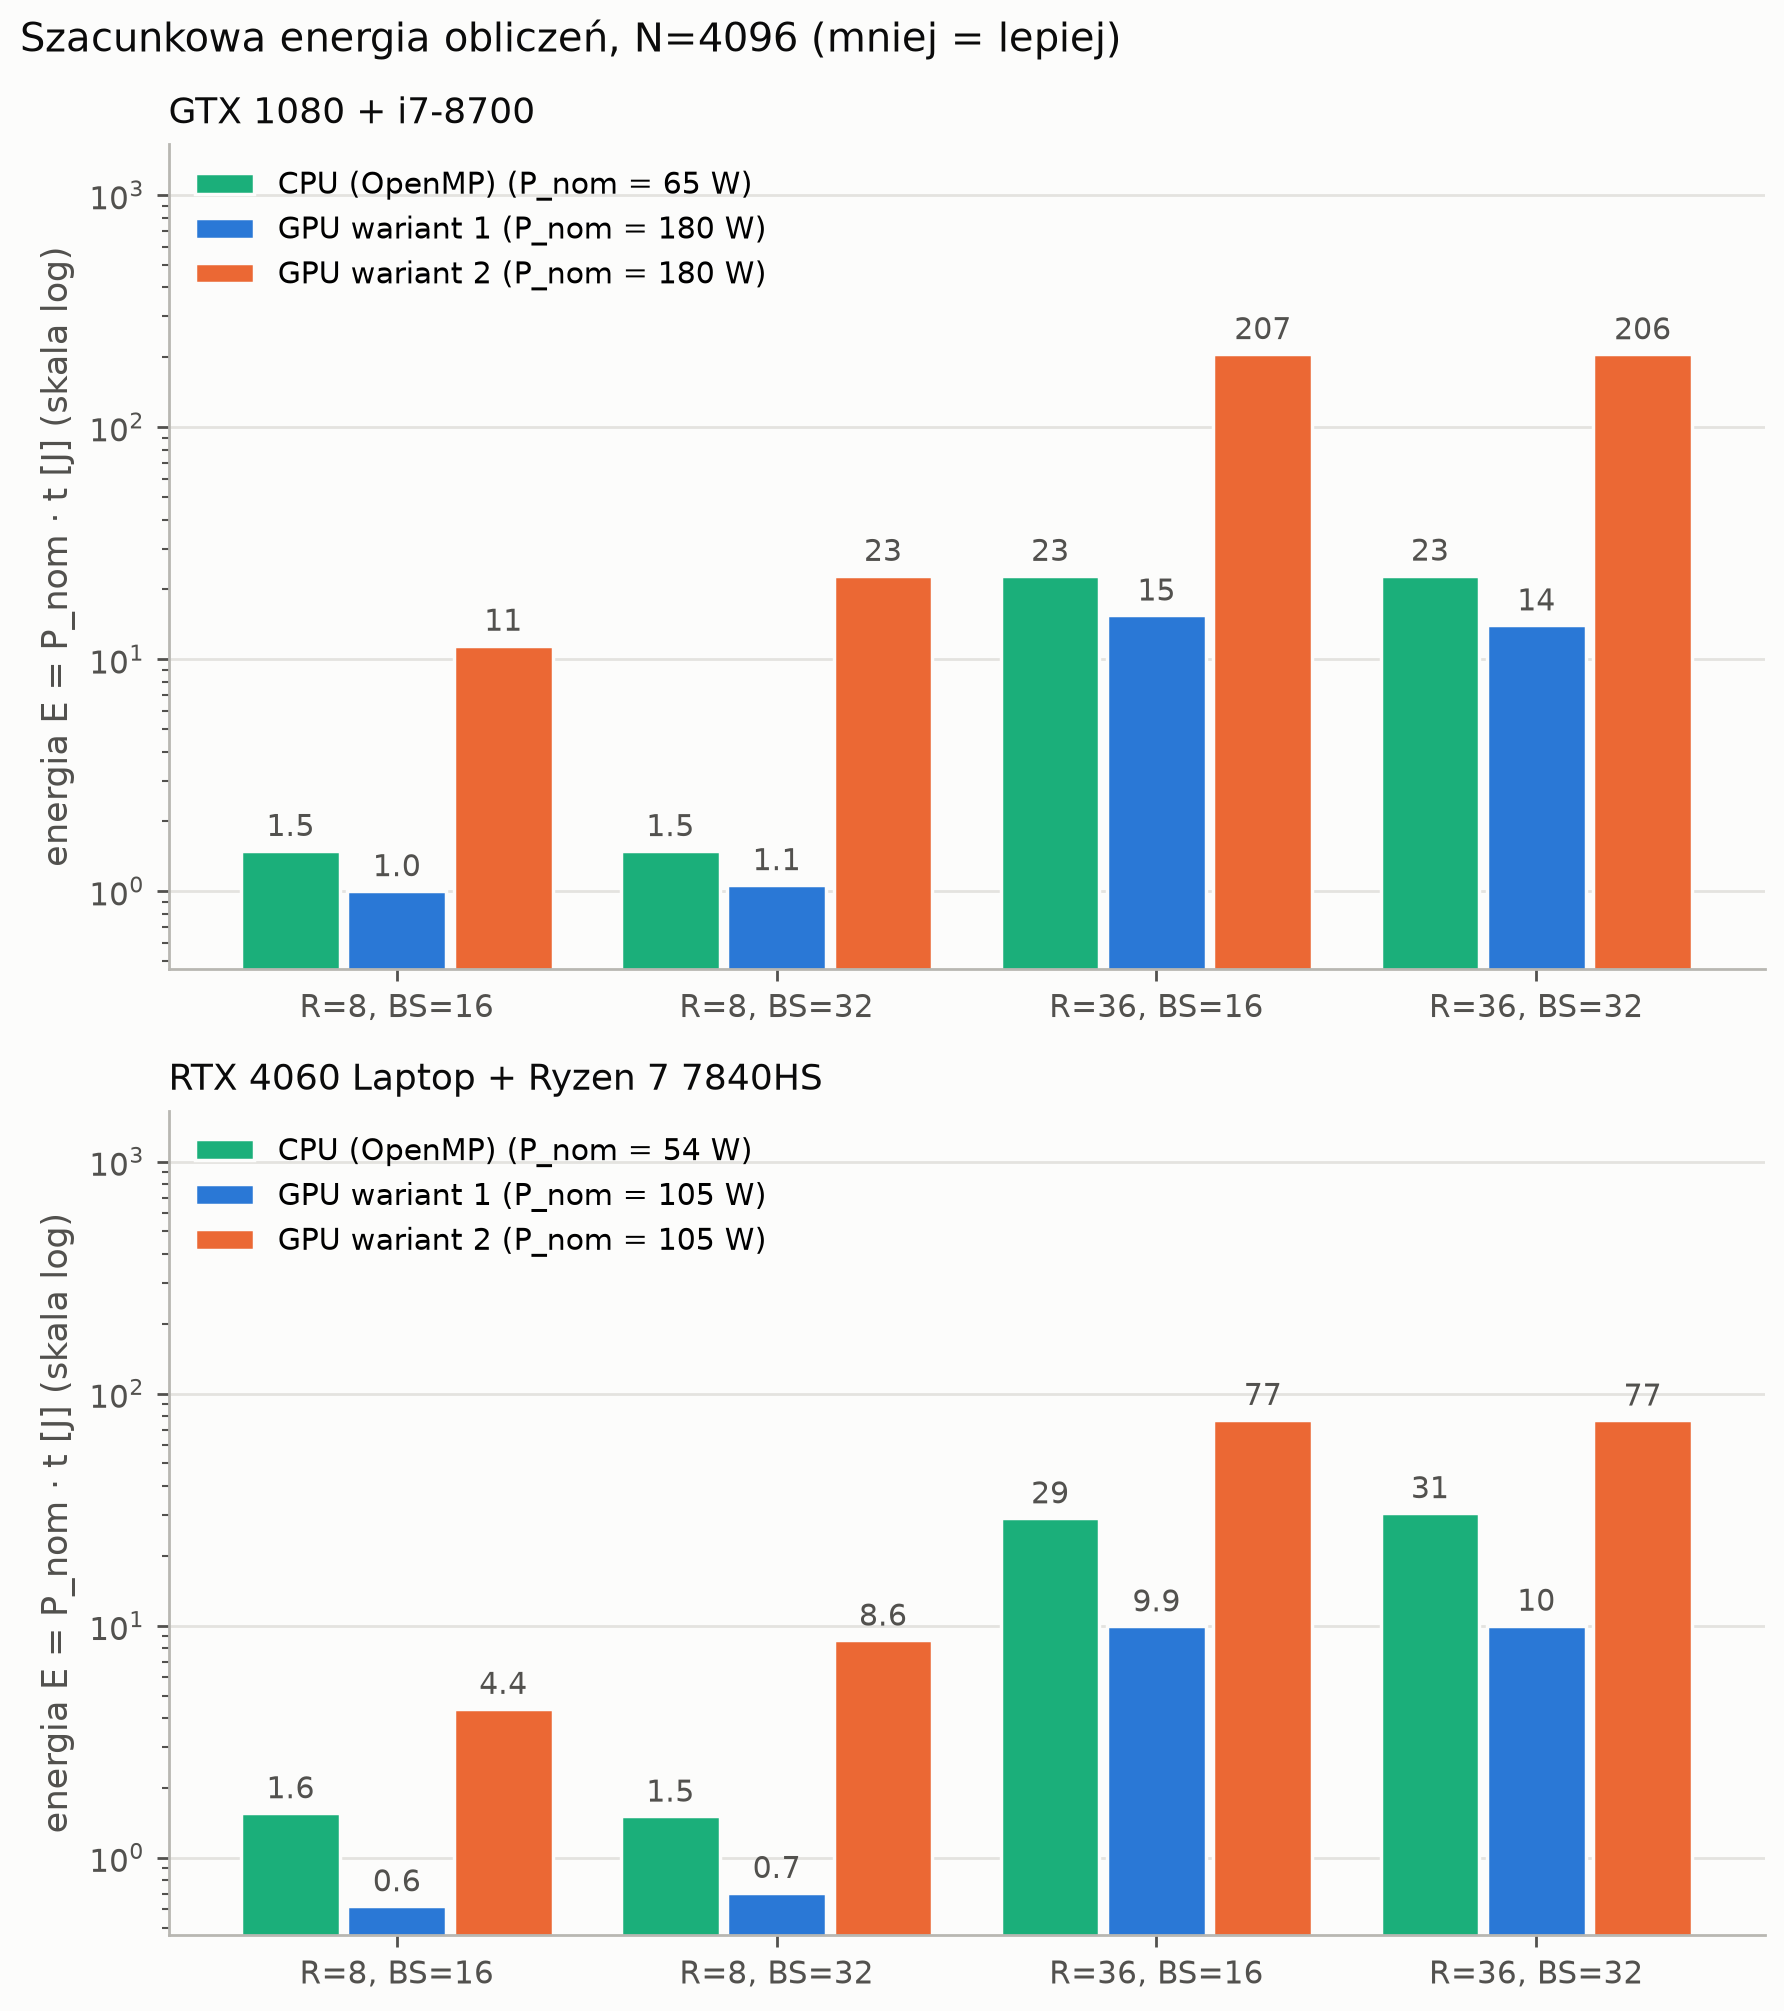 Szacunkowa energia obliczeń, N=4096 (mniej = lepiej)
GTX 1080 + i7-8700
energia E = P_nom · t [J] (skala log)
10³
10²
10¹
10⁰
CPU (OpenMP) (P_nom = 65 W)
GPU wariant 1 (P_nom = 180 W)
GPU wariant 2 (P_nom = 180 W)
1.5
1.0
11
1.5
1.1
23
23
15
207
23
14
206
R=8, BS=16
R=8, BS=32
R=36, BS=16
R=36, BS=32
RTX 4060 Laptop + Ryzen 7 7840HS
energia E = P_nom · t [J] (skala log)
10³
10²
10¹
10⁰
CPU (OpenMP) (P_nom = 54 W)
GPU wariant 1 (P_nom = 105 W)
GPU wariant 2 (P_nom = 105 W)
1.6
0.6
4.4
1.5
0.7
8.6
29
9.9
77
31
10
77
R=8, BS=16
R=8, BS=32
R=36, BS=16
R=36, BS=32